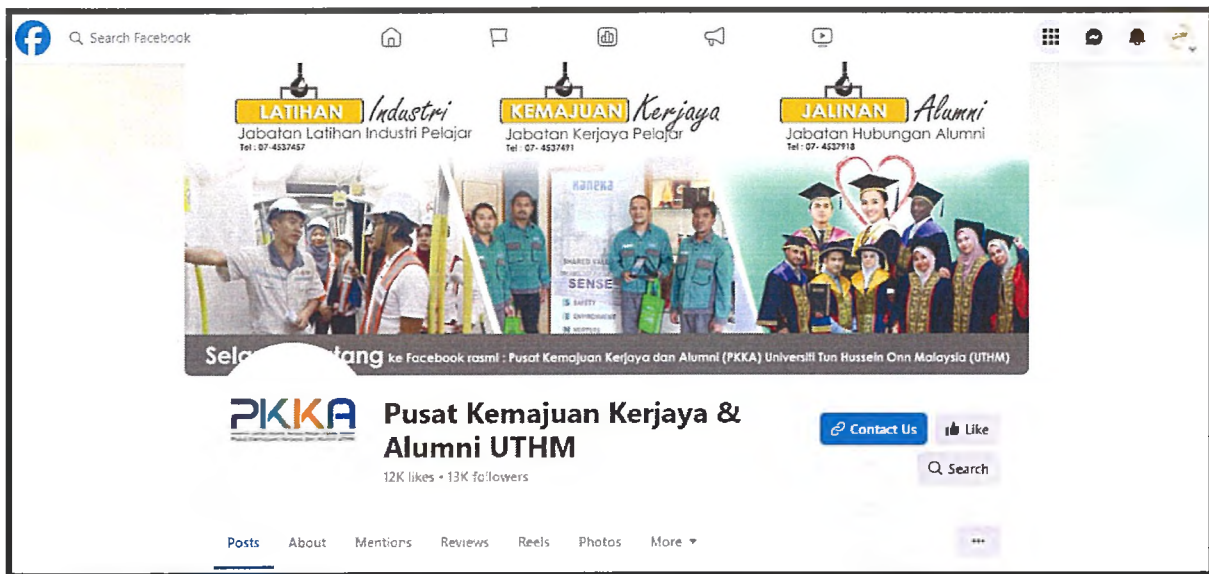 Search Facebook
LATIHAN Industri
Jabatan Latihan Industri Pelajar
Tel : 07-4537457
KEMAJUAN Kerjaya
Jabatan Kerjaya Pelajar
Tel : 07- 4537491
JALINAN Alumni
Jabatan Hubungan Alumni
Tel : 07- 4537918
kaneka
SHARED
SENSE
S SAFETY
E ENVIRONMENT
ke Facebook rasmi : Pusat Kemajuan Kerjaya dan Alumni (PKKA) Universiti Tun Hussein Onn Malaysia (UTHM)
PKKA
Pusat Kemajuan Kerjaya &
Alumni UTHM
12K likes • 13K followers
Contact Us
Like
Search
Posts About Mentions Reviews Reels Photos More